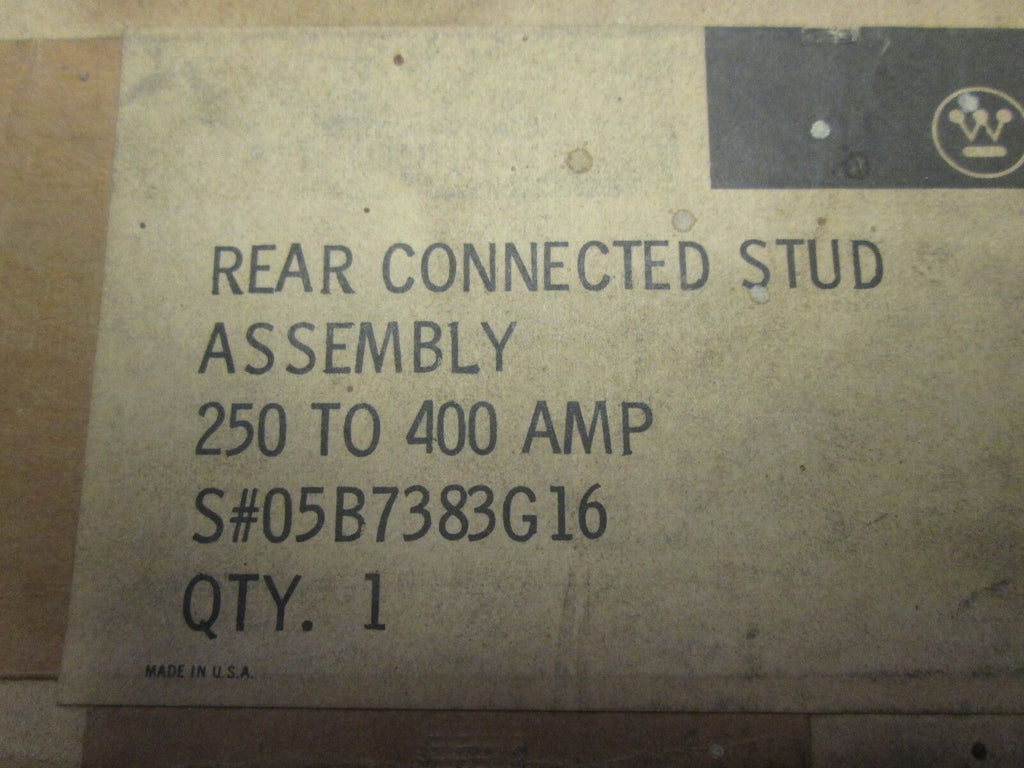 REAR CONNECTED STUD
ASSEMBLY
250 TO 400 AMP
S#05B7383G16
QTY. 1
MADE IN U.S.A.